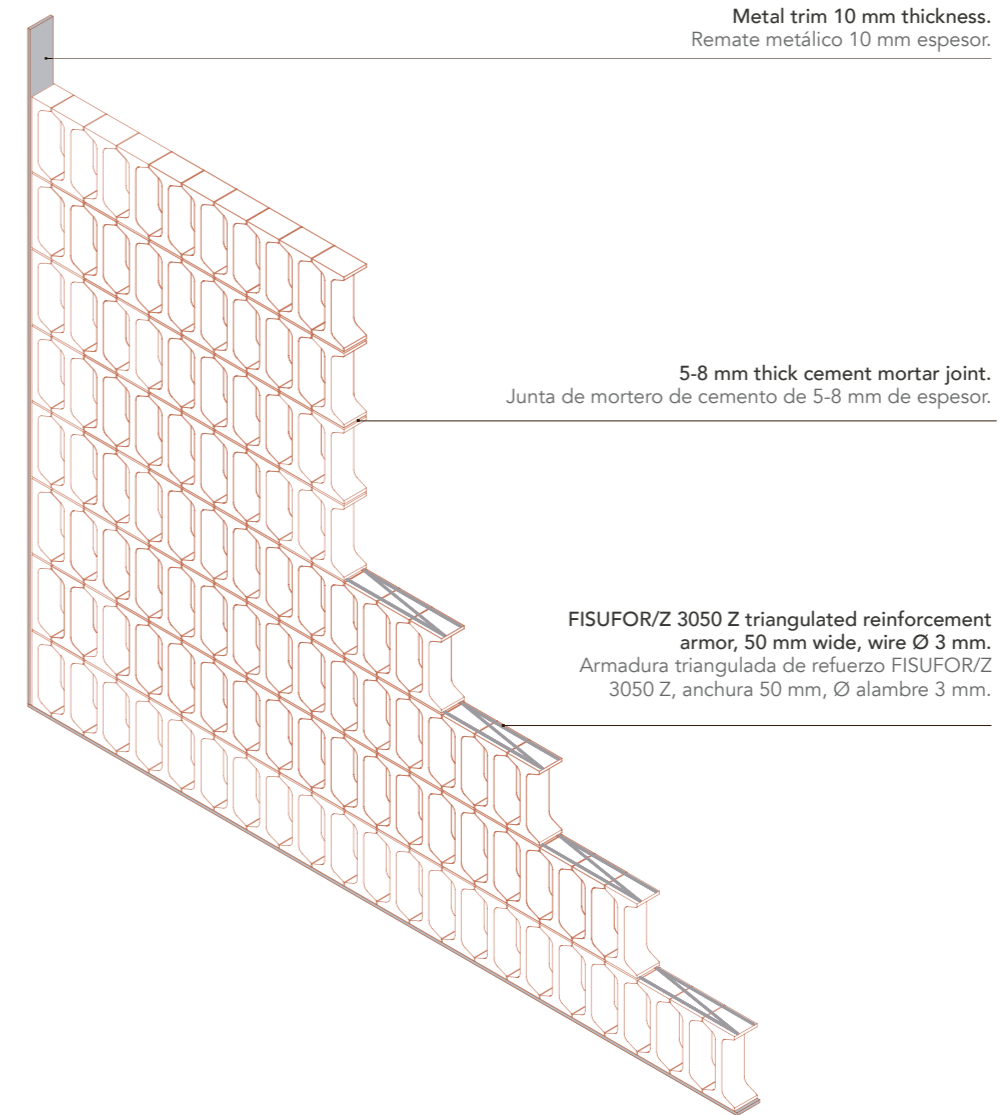 Metal trim 10 mm thickness.
Remate metálico 10 mm espesor.
5-8 mm thick cement mortar joint.
Junta de mortero de cemento de 5-8 mm de espesor.
FISUFOR/Z 3050 Z triangulated reinforcement
armor, 50 mm wide, wire Ø 3 mm.
Armadura triangulada de refuerzo FISUFOR/Z
3050 Z, anchura 50 mm, Ø alambre 3 mm.